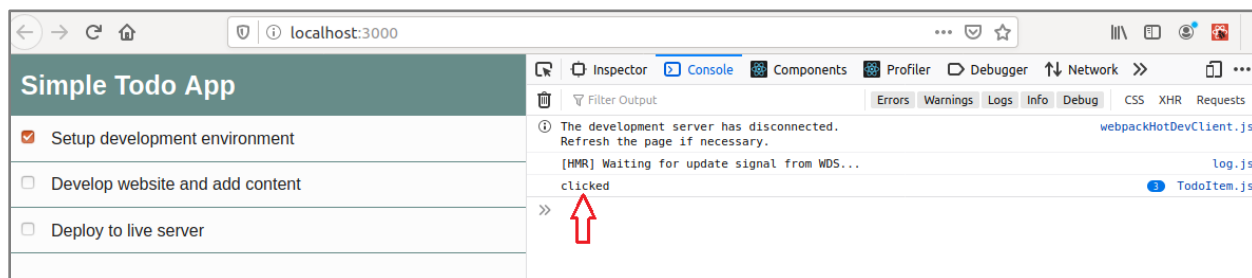 localhost:3000
Simple Todo App
Setup development environment
Develop website and add content
Deploy to live server
Inspector Console Components Profiler Debugger Network
Filter Output Errors Warnings Logs Info Debug CSS XHR Requests
The development server has disconnected. webpackHotDevClient.js
Refresh the page if necessary.
[HMR] Waiting for update signal from WDS... log.js
clicked 3 TodoItem.js